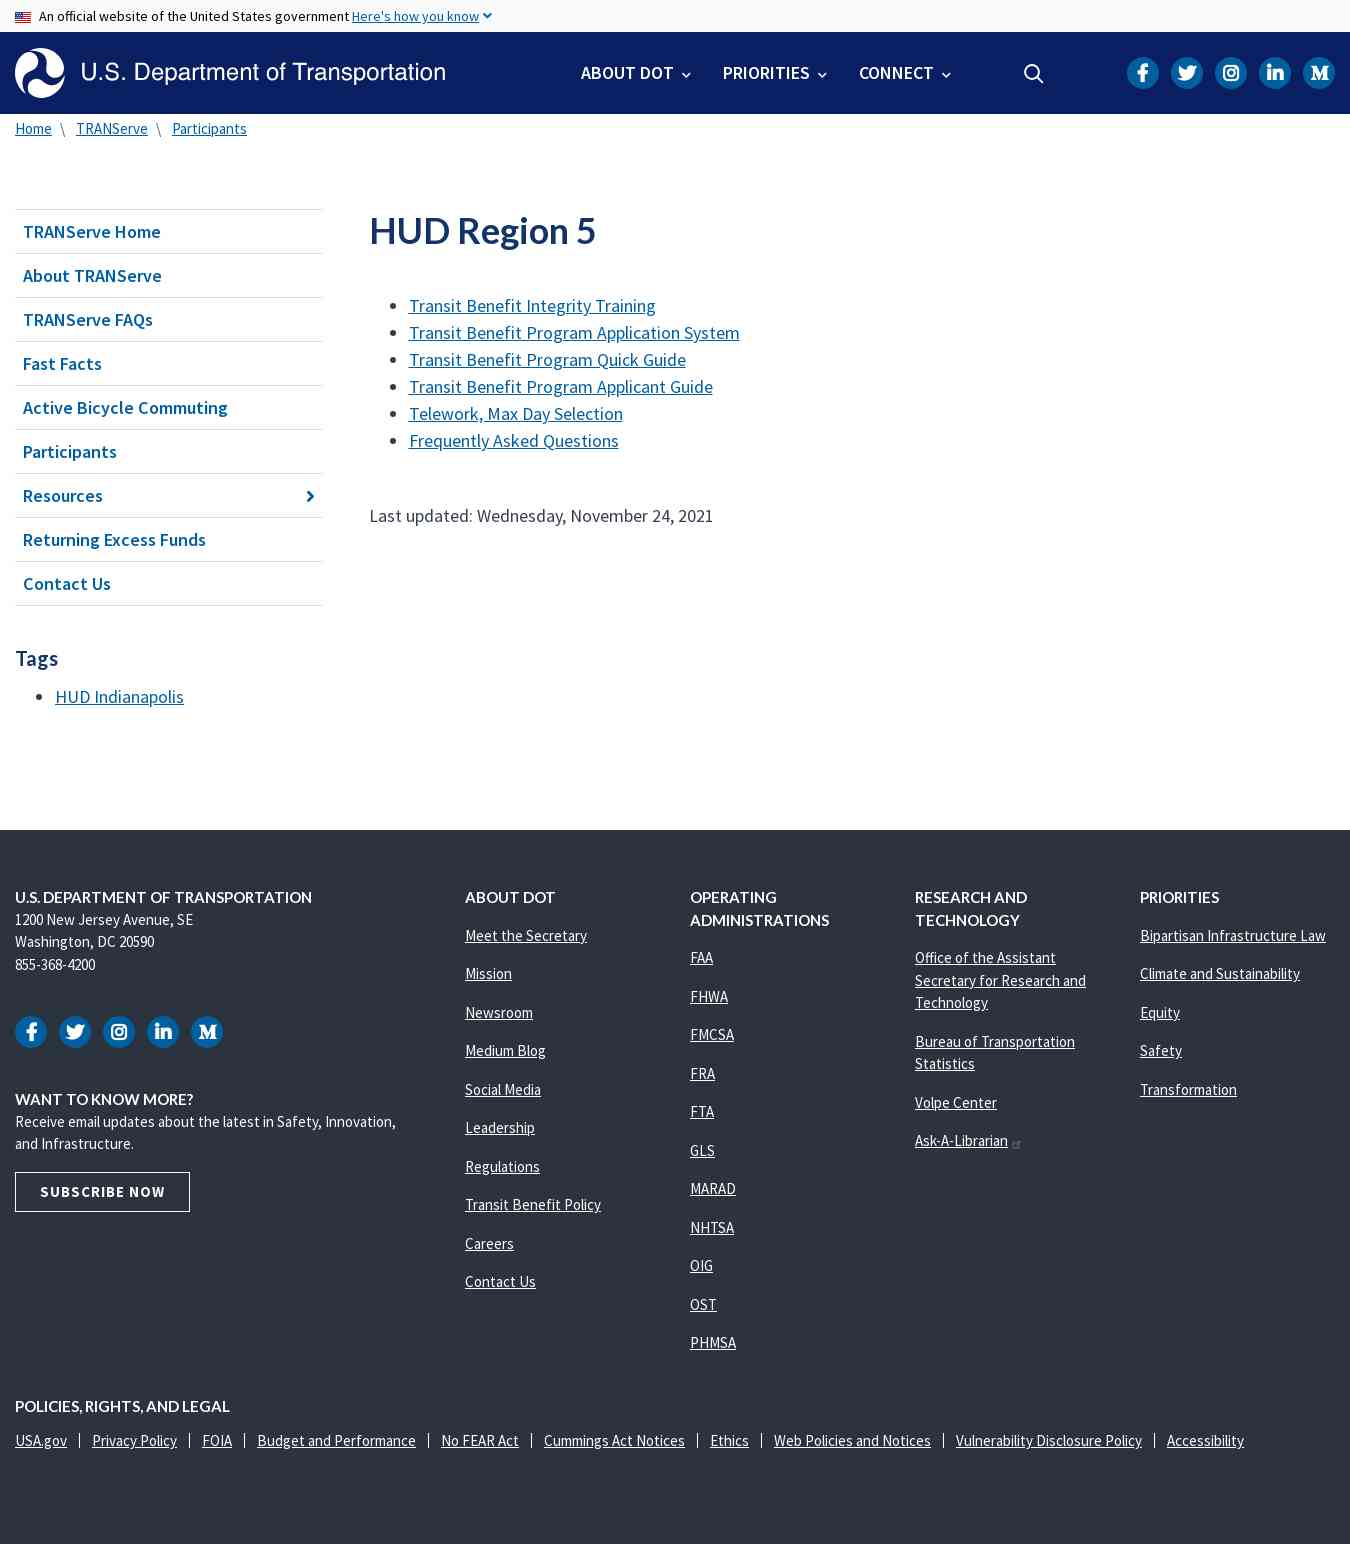 An official website of the United States government Here's how you know
U.S. Department of Transportation
ABOUT DOT PRIORITIES CONNECT
Home \ TRANServe \ Participants
TRANServe Home
About TRANServe
TRANServe FAQs
Fast Facts
Active Bicycle Commuting
Participants
Resources
Returning Excess Funds
Contact Us
Tags
HUD Indianapolis
HUD Region 5
Transit Benefit Integrity Training
Transit Benefit Program Application System
Transit Benefit Program Quick Guide
Transit Benefit Program Applicant Guide
Telework, Max Day Selection
Frequently Asked Questions
Last updated: Wednesday, November 24, 2021
U.S. DEPARTMENT OF TRANSPORTATION
1200 New Jersey Avenue, SE
Washington, DC 20590
855-368-4200
WANT TO KNOW MORE?
Receive email updates about the latest in Safety, Innovation,
and Infrastructure.
SUBSCRIBE NOW
ABOUT DOT
Meet the Secretary
Mission
Newsroom
Medium Blog
Social Media
Leadership
Regulations
Transit Benefit Policy
Careers
Contact Us
OPERATING
ADMINISTRATIONS
FAA
FHWA
FMCSA
FRA
FTA
GLS
MARAD
NHTSA
OIG
OST
PHMSA
RESEARCH AND
TECHNOLOGY
Office of the Assistant
Secretary for Research and
Technology
Bureau of Transportation
Statistics
Volpe Center
Ask-A-Librarian
PRIORITIES
Bipartisan Infrastructure Law
Climate and Sustainability
Equity
Safety
Transformation
POLICIES, RIGHTS, AND LEGAL
USA.gov Privacy Policy FOIA Budget and Performance No FEAR Act Cummings Act Notices Ethics Web Policies and Notices Vulnerability Disclosure Policy Accessibility